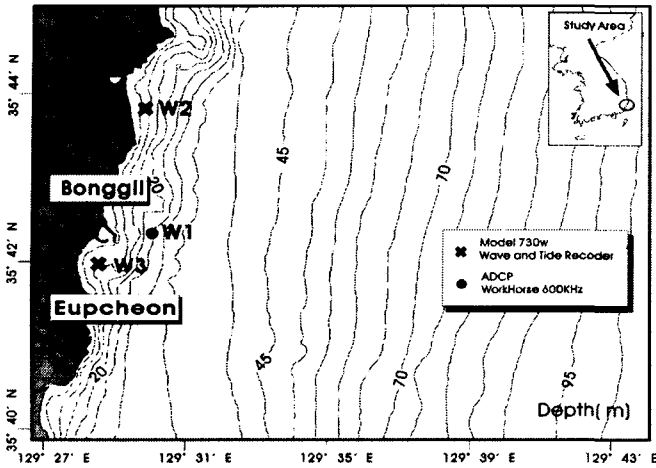 Study Area
35° 44' N
W2
45
70
20
Bonggil
W1
Model 730w
Wave and Tide Recoder
ADCP
WorkHorse 600KHz
35° 42' N
W3
Eupcheon
45
20
70
95
Depth( m )
35° 40' N
129° 27' E
129° 31' E
129° 35' E
129° 39' E
129° 43' E